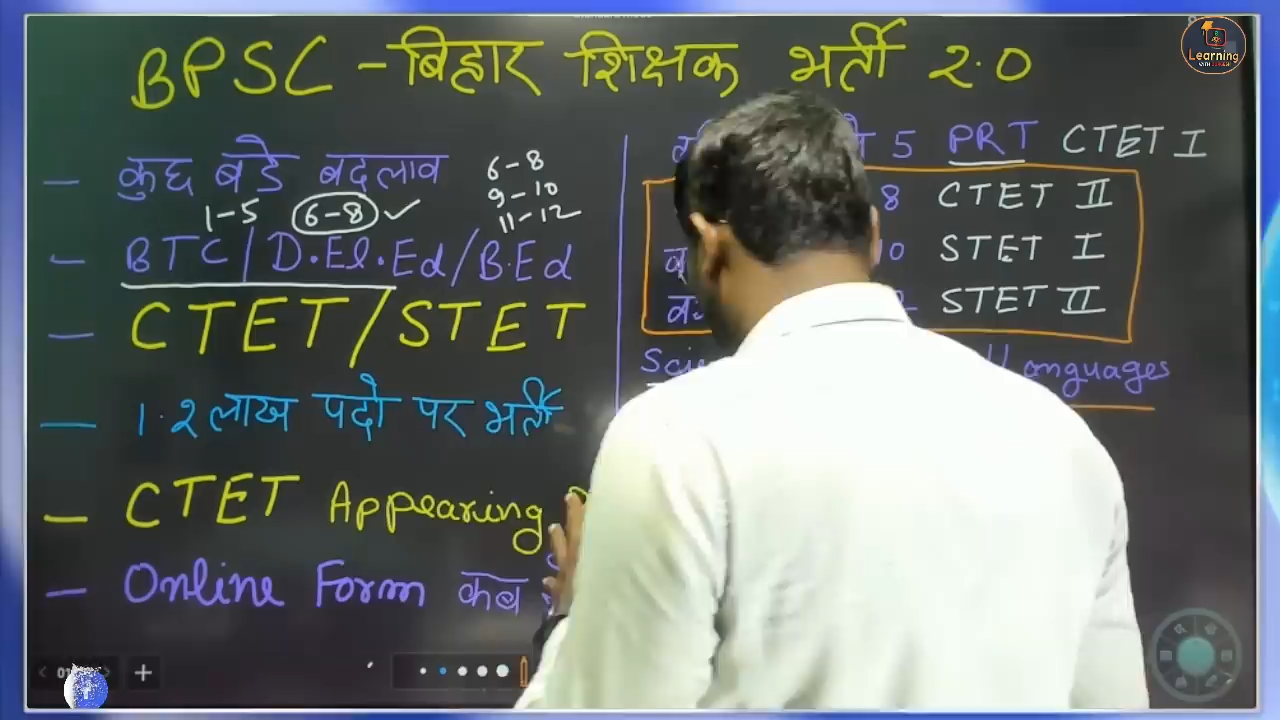 BPSC - बिहार शिक्षक भर्ती 2.0
Learning
- कुछ बडे बदलाव
6-8
9-10
11-12
1-5 6-8 ✓
- BTC/D.El.Ed/B.Ed
- CTET/STET
- 1.2 लाख पदो पर भर्ती
- CTET Appearing
- Online Form कब
5 PRT CTET I
8 CTET II
10 STET I
STET II
Languages
01